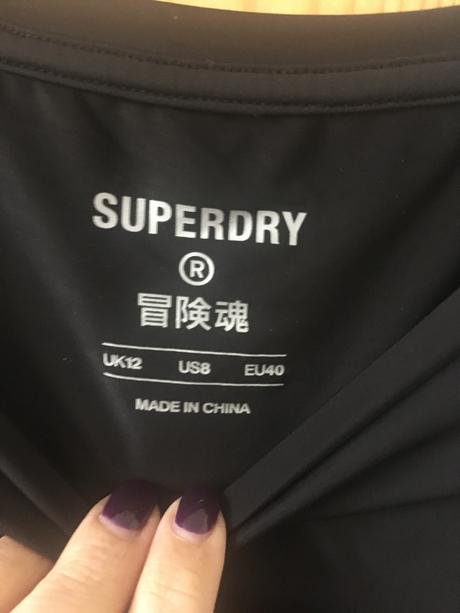 SUPERDRY
®
冒険魂
UK12 US8 EU40
MADE IN CHINA